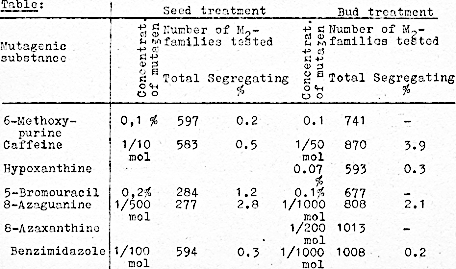 Table:
Seed treatment Bud treatment
Mutagenic substance Concentrat. of mutagen Number of M2-families tested Concentrat. of mutagen Number of M2-families tested
Total Segregating % Total Segregating %
6-Methoxy-purine 0,1 % 597 0.2 0.1 741 –
Caffeine 1/10 mol 583 0.5 1/50 mol 870 3.9
Hypoxanthine 0.07 % 593 0.3
5-Bromouracil 0,2% 284 1.2 0.1% 677 –
8-Azaguanine 1/500 mol 277 2.8 1/1000 mol 808 2.1
8-Azaxanthine 1/200 mol 1013 –
Benzimidazole 1/100 mol 594 0.3 1/1000 mol 1008 0.2